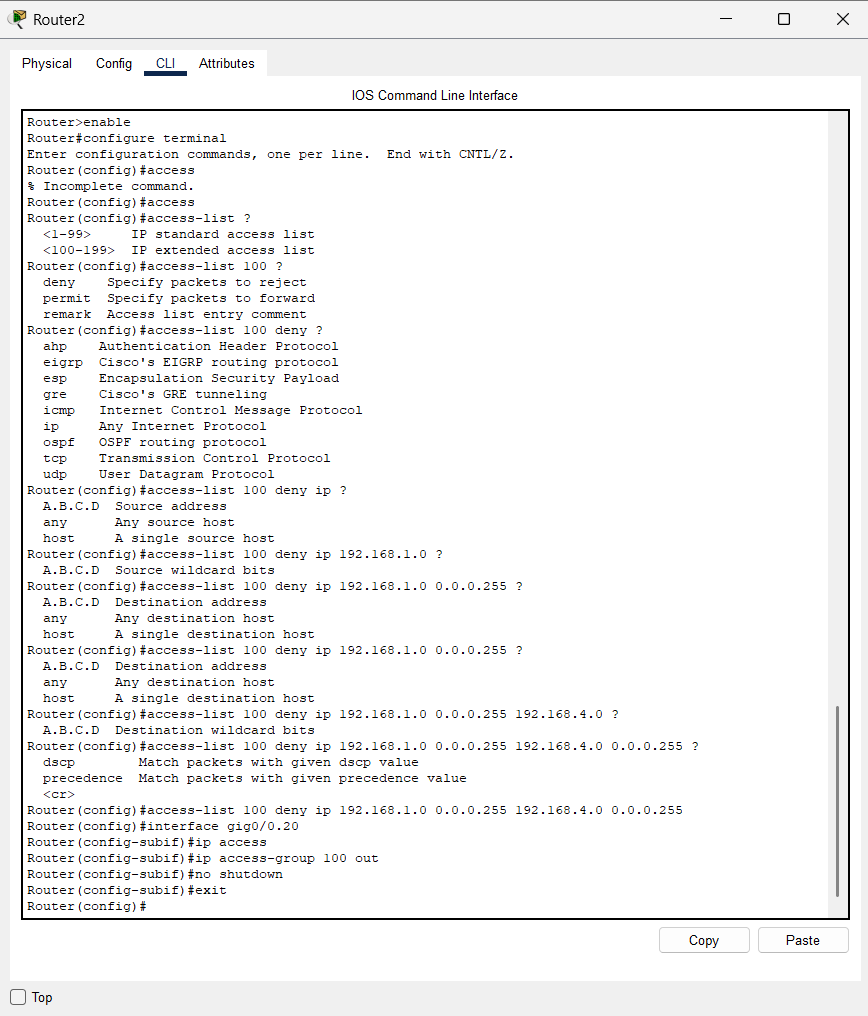 Router2
Physical Config CLI Attributes
IOS Command Line Interface
Router>enable
Router#configure terminal
Enter configuration commands, one per line.  End with CNTL/Z.
Router(config)#access
% Incomplete command.
Router(config)#access
Router(config)#access-list ?
  <1-99>     IP standard access list
  <100-199>  IP extended access list
Router(config)#access-list 100 ?
  deny    Specify packets to reject
  permit  Specify packets to forward
  remark  Access list entry comment
Router(config)#access-list 100 deny ?
  ahp    Authentication Header Protocol
  eigrp  Cisco's EIGRP routing protocol
  esp    Encapsulation Security Payload
  gre    Cisco's GRE tunneling
  icmp   Internet Control Message Protocol
  ip     Any Internet Protocol
  ospf   OSPF routing protocol
  tcp    Transmission Control Protocol
  udp    User Datagram Protocol
Router(config)#access-list 100 deny ip ?
  A.B.C.D  Source address
  any      Any source host
  host     A single source host
Router(config)#access-list 100 deny ip 192.168.1.0 ?
  A.B.C.D  Source wildcard bits
Router(config)#access-list 100 deny ip 192.168.1.0 0.0.0.255 ?
  A.B.C.D  Destination address
  any      Any destination host
  host     A single destination host
Router(config)#access-list 100 deny ip 192.168.1.0 0.0.0.255 ?
  A.B.C.D  Destination address
  any      Any destination host
  host     A single destination host
Router(config)#access-list 100 deny ip 192.168.1.0 0.0.0.255 192.168.4.0 ?
  A.B.C.D  Destination wildcard bits
Router(config)#access-list 100 deny ip 192.168.1.0 0.0.0.255 192.168.4.0 0.0.0.255 ?
  dscp        Match packets with given dscp value
  precedence  Match packets with given precedence value
  <cr>
Router(config)#access-list 100 deny ip 192.168.1.0 0.0.0.255 192.168.4.0 0.0.0.255
Router(config)#interface gig0/0.20
Router(config-subif)#ip access
Router(config-subif)#ip access-group 100 out
Router(config-subif)#no shutdown
Router(config-subif)#exit
Router(config)#
Copy Paste
Top